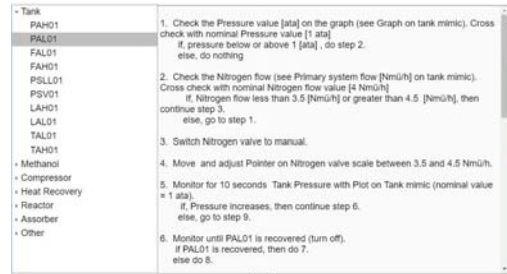 Tank
PAH01
PAL01
FAL01
FAH01
PSLL01
PSV01
LAH01
LAL01
TAL01
TAH01
Methanol
Compressor
Heat Recovery
Reactor
Assorber
Other
1. Check the Pressure value [ata] on the graph (see Graph on tank mimic). Cross
check with nominal Pressure value [1 ata]
if, pressure below or above 1 [ata] , do step 2.
else, do nothing
2. Check the Nitrogen flow (see Primary system flow [Nmü/h] on tank mimic).
Cross check with nominal Nitrogen flow value [4 Nmü/h]
if, Nitrogen flow less than 3.5 [Nmü/h] or greater than 4.5 [Nmü/h], then
continue step 3.
else, go to step 1.
3. Switch Nitrogen valve to manual.
4. Move and adjust Pointer on Nitrogen valve scale between 3.5 and 4.5 Nmü/h.
5. Monitor for 10 seconds Tank Pressure with Plot on Tank mimic (nominal value
= 1 ata).
if, Pressure increases, then continue step 6.
else, go to step 9.
6. Monitor until PAL01 is recovered (turn off).
if PAL01 is recovered, then do 7.
else do 8.